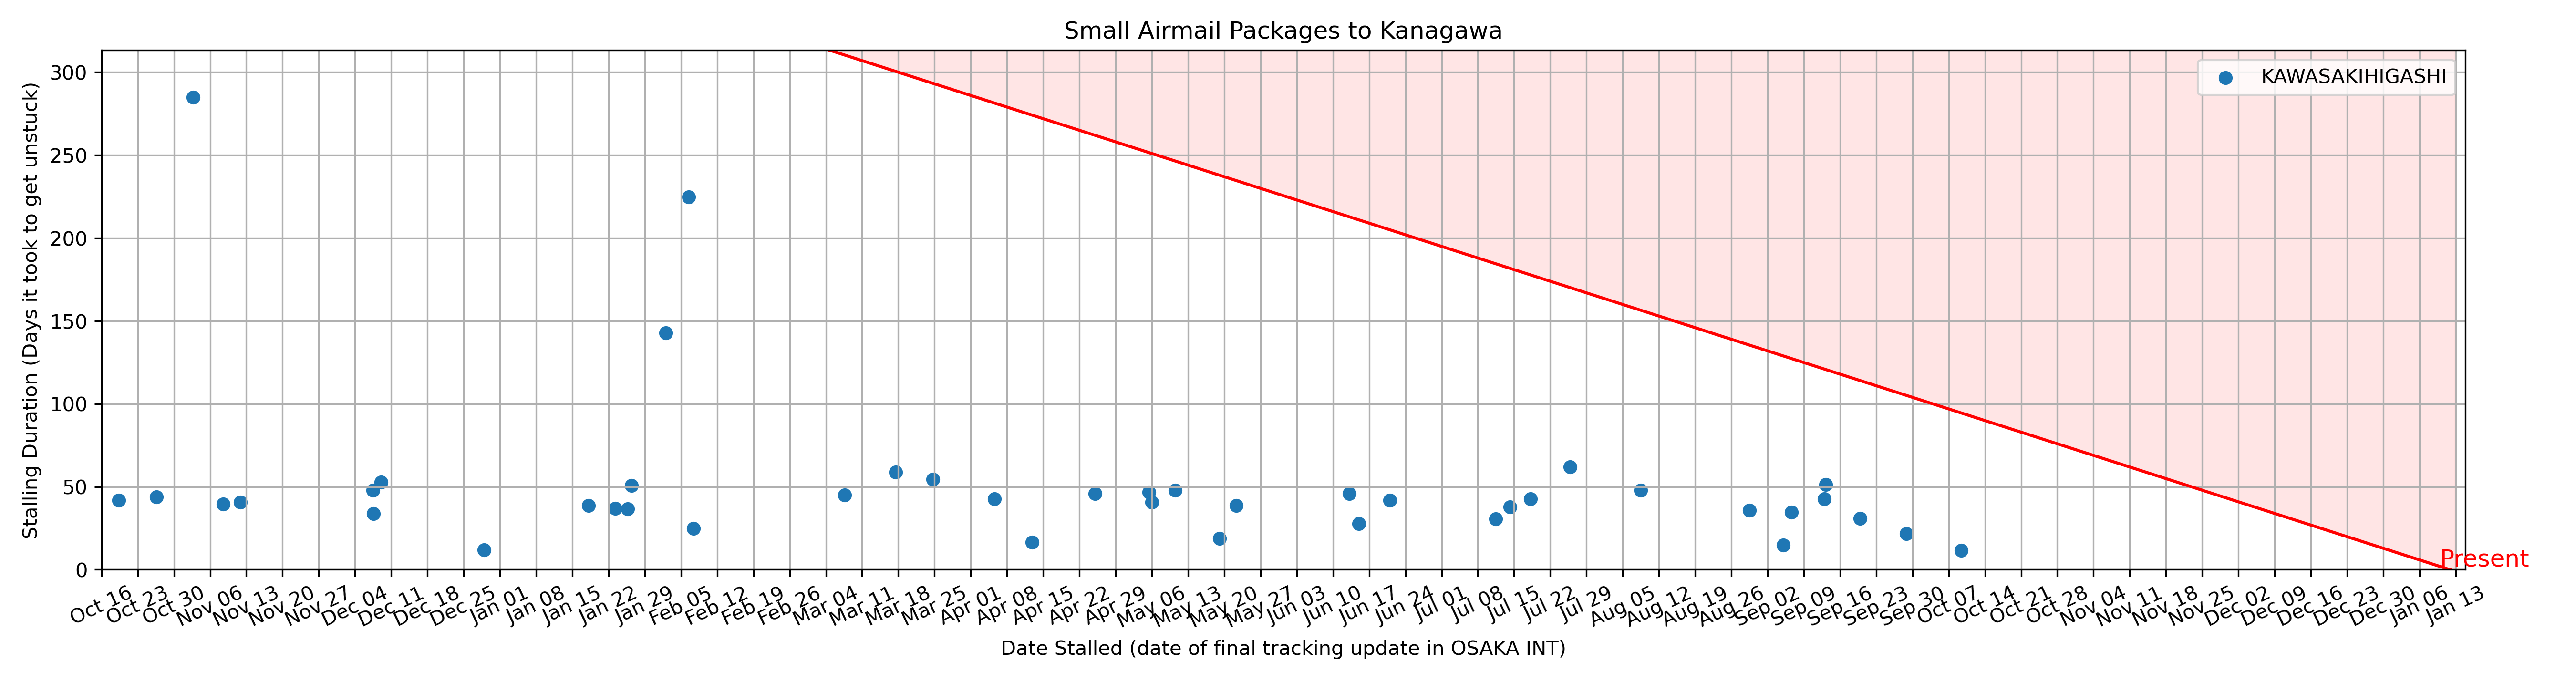 Small Airmail Packages to Kanagawa
KAWASAKIHIGASHI
Stalling Duration (Days it took to get unstuck)
300
250
200
150
100
50
0
Present
Oct 16
Oct 23
Oct 30
Nov 06
Nov 13
Nov 20
Nov 27
Dec 04
Dec 11
Dec 18
Dec 25
Jan 01
Jan 08
Jan 15
Jan 22
Jan 29
Feb 05
Feb 12
Feb 19
Feb 26
Mar 04
Mar 11
Mar 18
Mar 25
Apr 01
Apr 08
Apr 15
Apr 22
Apr 29
May 06
May 13
May 20
May 27
Jun 03
Jun 10
Jun 17
Jun 24
Jul 01
Jul 08
Jul 15
Jul 22
Jul 29
Aug 05
Aug 12
Aug 19
Aug 26
Sep 02
Sep 09
Sep 16
Sep 23
Sep 30
Oct 07
Oct 14
Oct 21
Oct 28
Nov 04
Nov 11
Nov 18
Nov 25
Dec 02
Dec 09
Dec 16
Dec 23
Dec 30
Jan 06
Jan 13
Date Stalled (date of final tracking update in OSAKA INT)